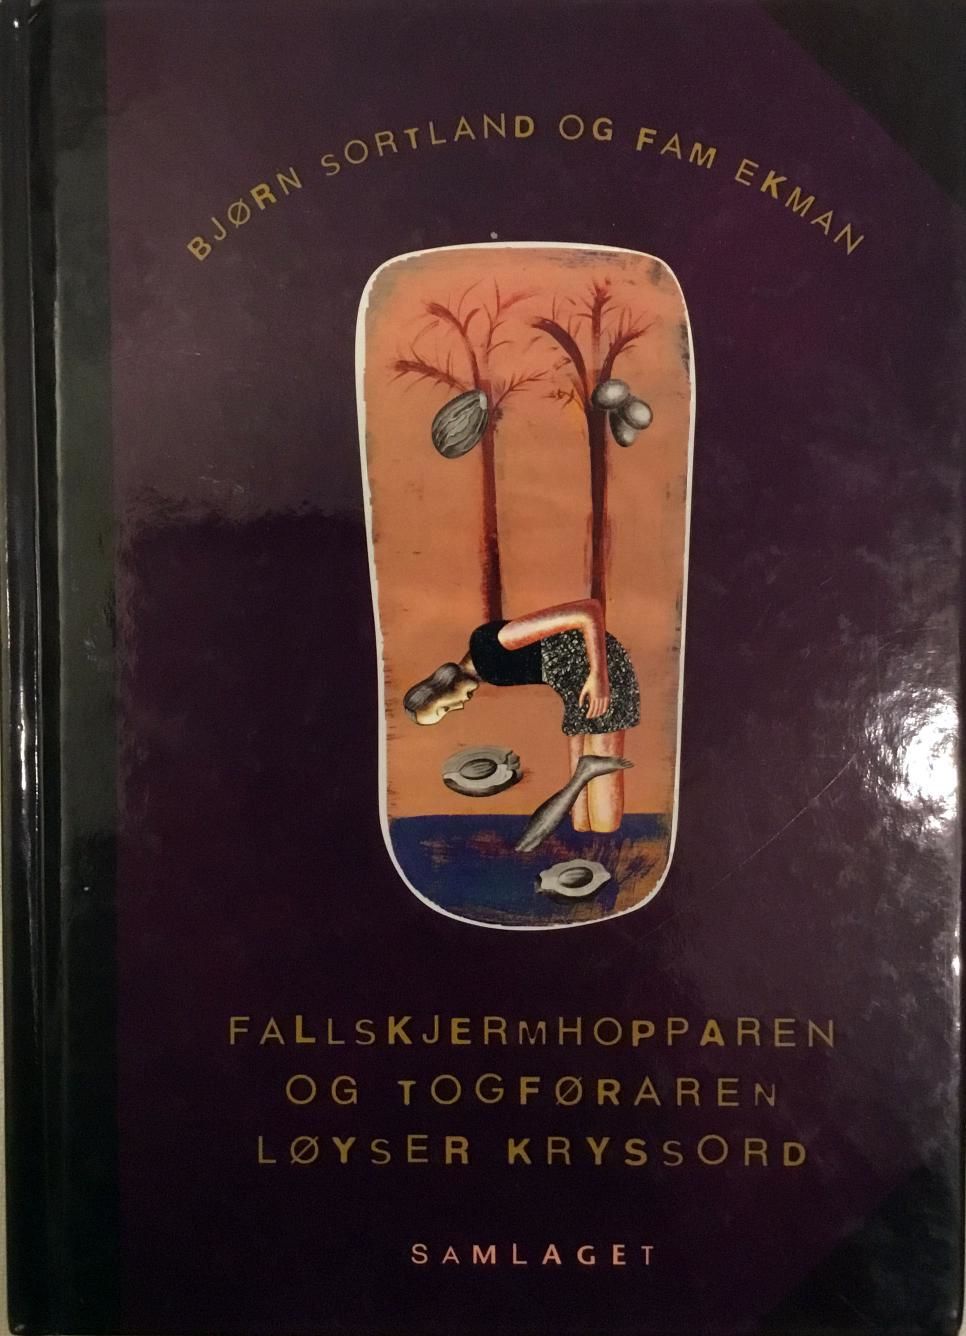 BJØRN SORTLAND OG FAM EKMAN
FALLSKJERMHOPPAREN
OG TOGFØRAREN
LØYSER KRYSSORD
SAMLAGET